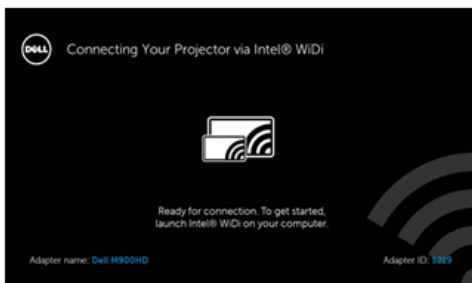 DELL
Connecting Your Projector via Intel® WiDi
Ready for connection. To get started,
launch Intel® WiDi on your computer.
Adapter name: Dell M900HD
Adapter ID: 5229